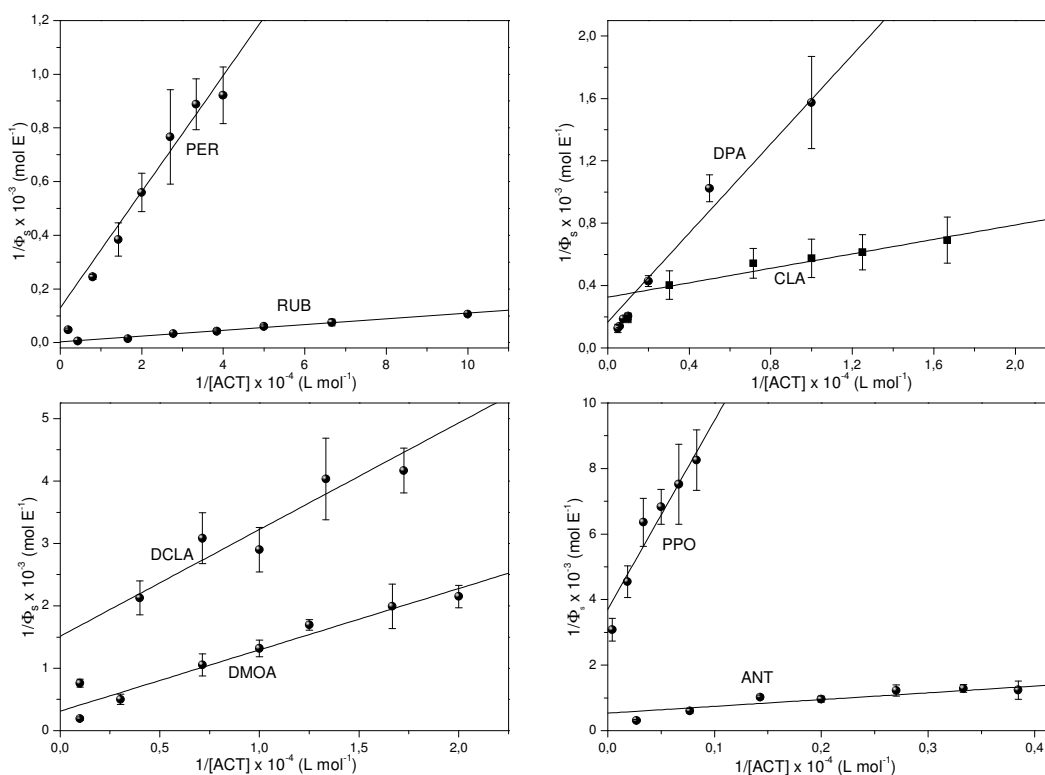 1/Φs x 10⁻³ (mol E⁻¹)
1,2
1,0
0,8
0,6
0,4
0,2
0,0
PER
RUB
0
2
4
6
8
10
1/[ACT] x 10⁻⁴ (L mol⁻¹)
1/Φs x 10⁻³ (mol E⁻¹)
2,0
1,6
1,2
0,8
0,4
0,0
DPA
CLA
0,0
0,4
0,8
1,2
1,6
2,0
1/[ACT] x 10⁻⁴ (L mol⁻¹)
1/Φs x 10⁻³ (mol E⁻¹)
5
4
3
2
1
0
DCLA
DMOA
0,0
0,5
1,0
1,5
2,0
1/[ACT] x 10⁻⁴ (L mol⁻¹)
1/Φs x 10⁻³ (mol E⁻¹)
10
8
6
4
2
0
PPO
ANT
0,0
0,1
0,2
0,3
0,4
1/[ACT] x 10⁻⁴ (L mol⁻¹)